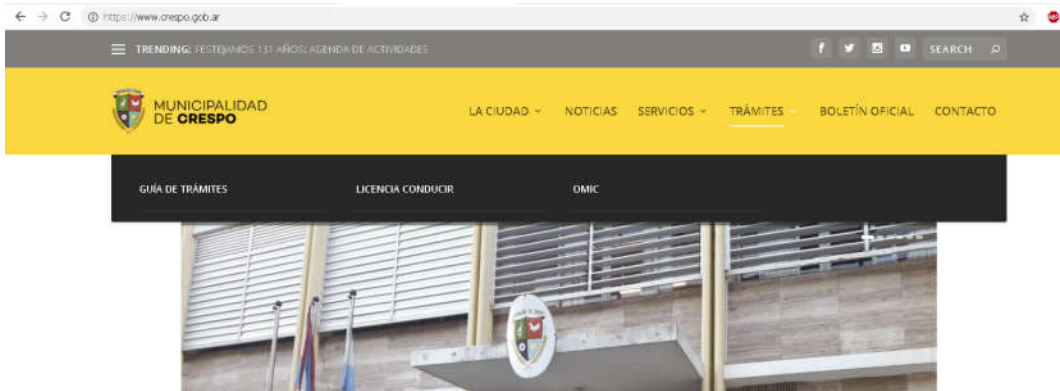 https://www.crespo.gob.ar
TRENDING: FESTEJAMOS 131 AÑOS: AGENDA DE ACTIVIDADES
SEARCH
MUNICIPALIDAD
DE CRESPO
LA CIUDAD
NOTICIAS
SERVICIOS
TRÁMITES
BOLETÍN OFICIAL
CONTACTO
GUÍA DE TRÁMITES
LICENCIA CONDUCIR
OMIC